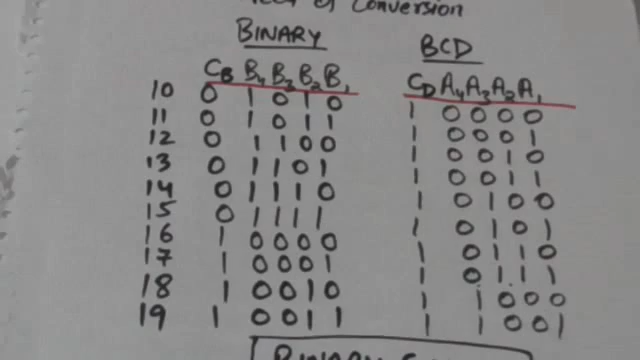 of Conversion
BINARY BCD
CB B4 B3 B2 B1 CD A4 A3 A2 A1
10 0 1 0 1 0 1 0 0 0 0
11 0 1 0 1 1 1 0 0 0 1
12 0 1 1 0 0 1 0 0 1 0
13 0 1 1 0 1 1 0 0 1 1
14 0 1 1 1 0 1 0 1 0 0
15 0 1 1 1 1 1 0 1 0 1
16 1 0 0 0 0 1 0 1 1 0
17 1 0 0 0 1 1 0 1 1 1
18 1 0 0 1 0 1 1 0 0 0
19 1 0 0 1 1 1 1 0 0 1
BINARY